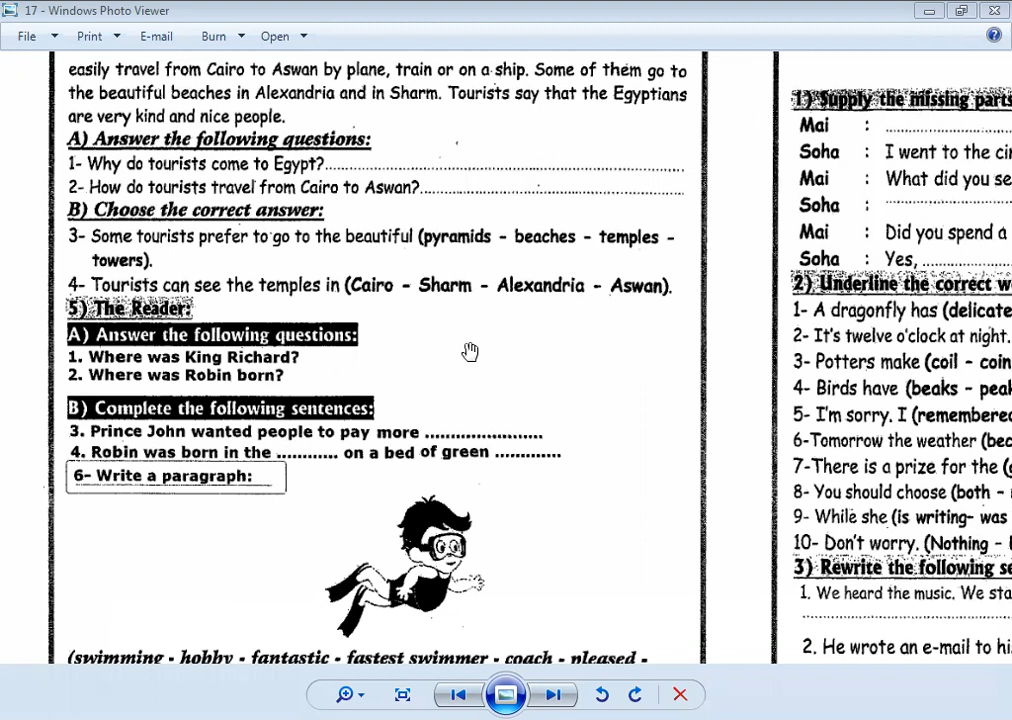 17 - Windows Photo Viewer
File Print E-mail Burn Open
easily travel from Cairo to Aswan by plane, train or on a ship. Some of them go to
the beautiful beaches in Alexandria and in Sharm. Tourists say that the Egyptians
are very kind and nice people.
A) Answer the following questions:
1- Why do tourists come to Egypt?
2- How do tourists travel from Cairo to Aswan?
B) Choose the correct answer:
3- Some tourists prefer to go to the beautiful (pyramids - beaches - temples -
towers).
4- Tourists can see the temples in (Cairo - Sharm - Alexandria - Aswan).
5) The Reader:
A) Answer the following questions:
1. Where was King Richard?
2. Where was Robin born?
B) Complete the following sentences:
3. Prince John wanted people to pay more ......................
4. Robin was born in the ............ on a bed of green .............
6- Write a paragraph:
(swimming - hobby - fantastic - fastest swimmer - coach - pleased -
1) Supply the missing parts
Mai : ..............................
Soha : I went to the cir
Mai : What did you se
Soha : ..............................
Mai : Did you spend a
Soha : Yes, ....................
2) Underline the correct w
1- A dragonfly has (delicate
2- It's twelve o'clock at night.
3- Potters make (coil - coin
4- Birds have (beaks - peak
5- I'm sorry. I (remembered
6-Tomorrow the weather (bec
7-There is a prize for the (
8- You should choose (both -
9- While she (is writing- was
10- Don't worry. (Nothing -
3) Rewrite the following se
1. We heard the music. We sta
2. He wrote an e-mail to hi